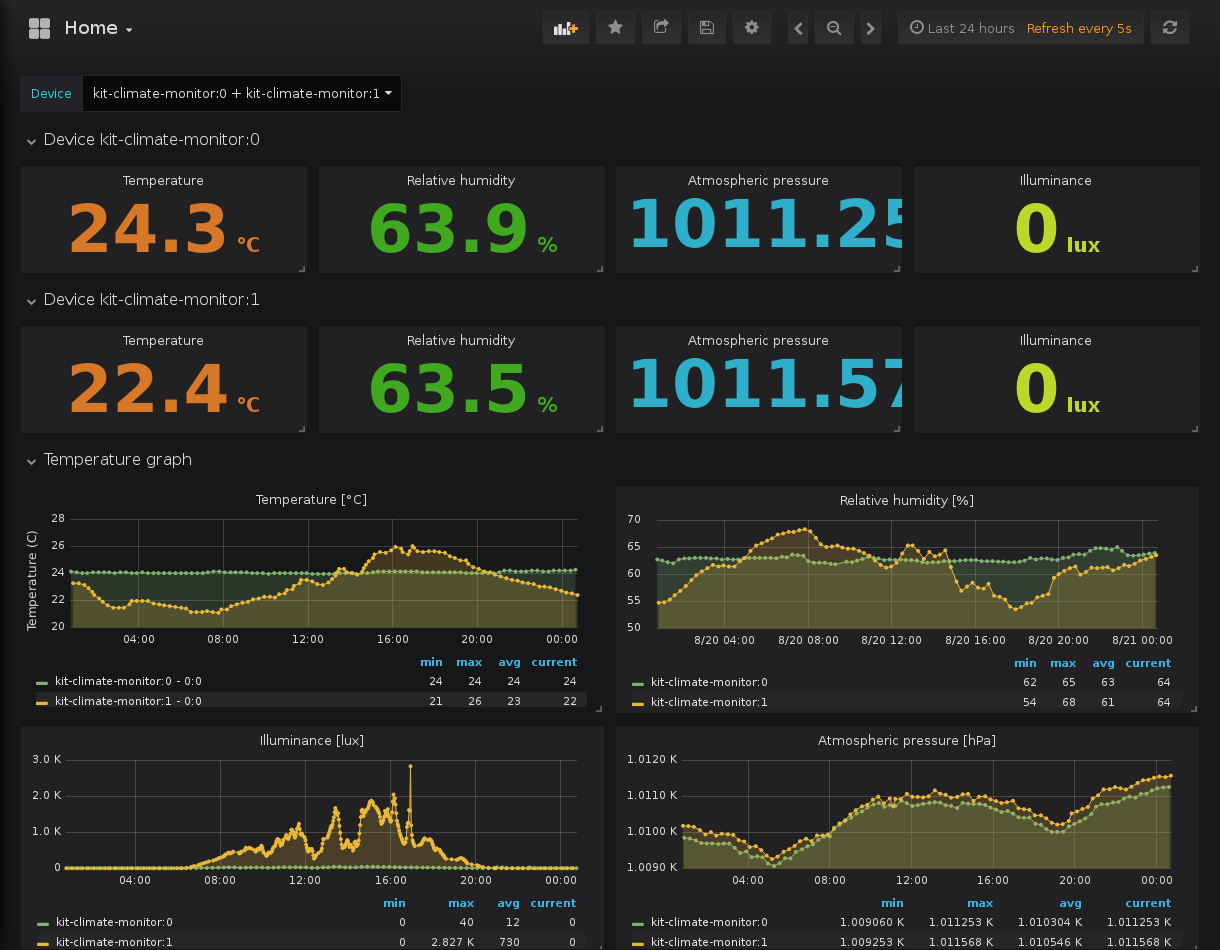 Home
Last 24 hours Refresh every 5s
Device kit-climate-monitor:0 + kit-climate-monitor:1
Device kit-climate-monitor:0
Temperature Relative humidity Atmospheric pressure Illuminance
24.3 °C 63.9 % 1011.25 0 lux
Device kit-climate-monitor:1
Temperature Relative humidity Atmospheric pressure Illuminance
22.4 °C 63.5 % 1011.57 0 lux
Temperature graph
Temperature [°C]
Temperature (C)
28
26
24
22
20
04:00 08:00 12:00 16:00 20:00 00:00
min max avg current
kit-climate-monitor:0 - 0:0 24 24 24 24
kit-climate-monitor:1 - 0:0 21 26 23 22
Relative humidity [%]
70
65
60
55
50
8/20 04:00 8/20 08:00 8/20 12:00 8/20 16:00 8/20 20:00 8/21 00:00
min max avg current
kit-climate-monitor:0 62 65 63 64
kit-climate-monitor:1 54 68 61 64
Illuminance [lux]
3.0 K
2.0 K
1.0 K
0
04:00 08:00 12:00 16:00 20:00 00:00
min max avg current
kit-climate-monitor:0 0 40 12 0
kit-climate-monitor:1 0 2.827 K 730 0
Atmospheric pressure [hPa]
1.0120 K
1.0110 K
1.0100 K
1.0090 K
04:00 08:00 12:00 16:00 20:00 00:00
min max avg current
kit-climate-monitor:0 1.009060 K 1.011253 K 1.010304 K 1.011253 K
kit-climate-monitor:1 1.009253 K 1.011568 K 1.010546 K 1.011568 K